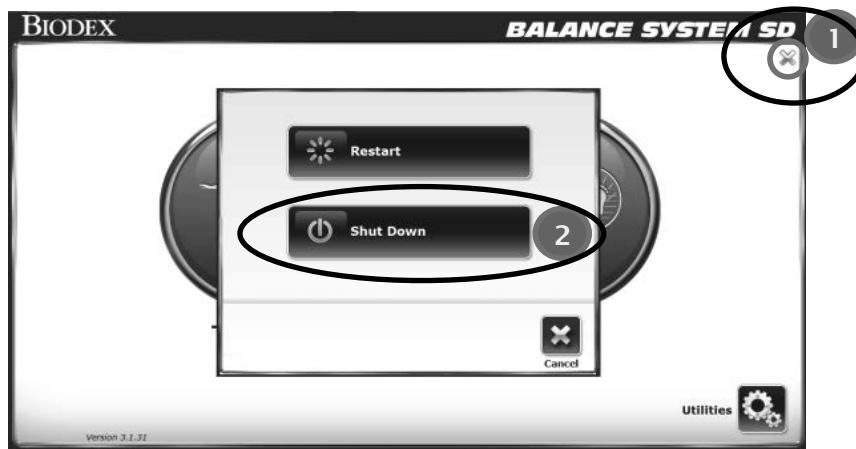 BIODEX
BALANCE SYSTEM SD
1
Restart
Shut Down
2
Cancel
Utilities
Version 3.1.31